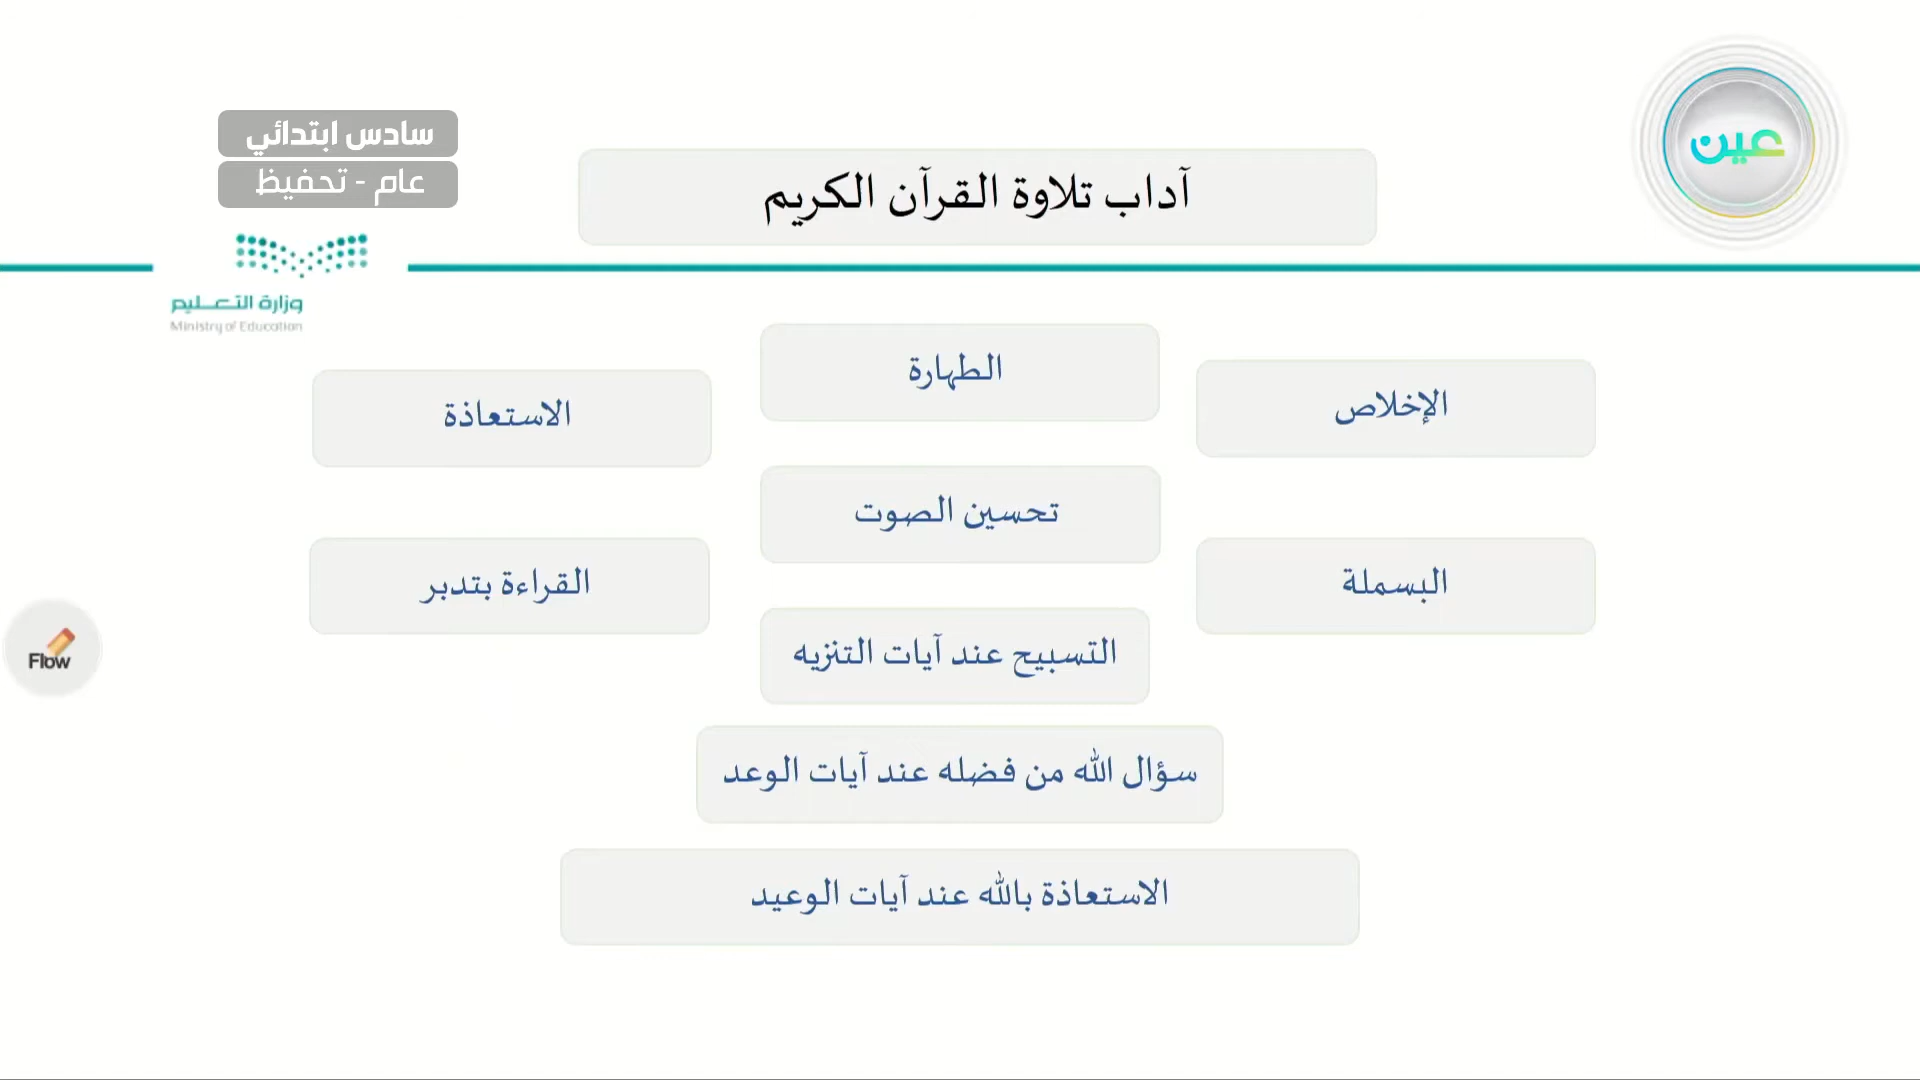 سادس ابتدائي
عام - تحفيظ
عين
آداب تلاوة القرآن الكريم
وزارة التعليم
Ministry of Education
الإخلاص
الطهارة
الاستعاذة
البسملة
تحسين الصوت
القراءة بتدبر
التسبيح عند آيات التنزيه
سؤال الله من فضله عند آيات الوعد
الاستعاذة بالله عند آيات الوعيد
Flow